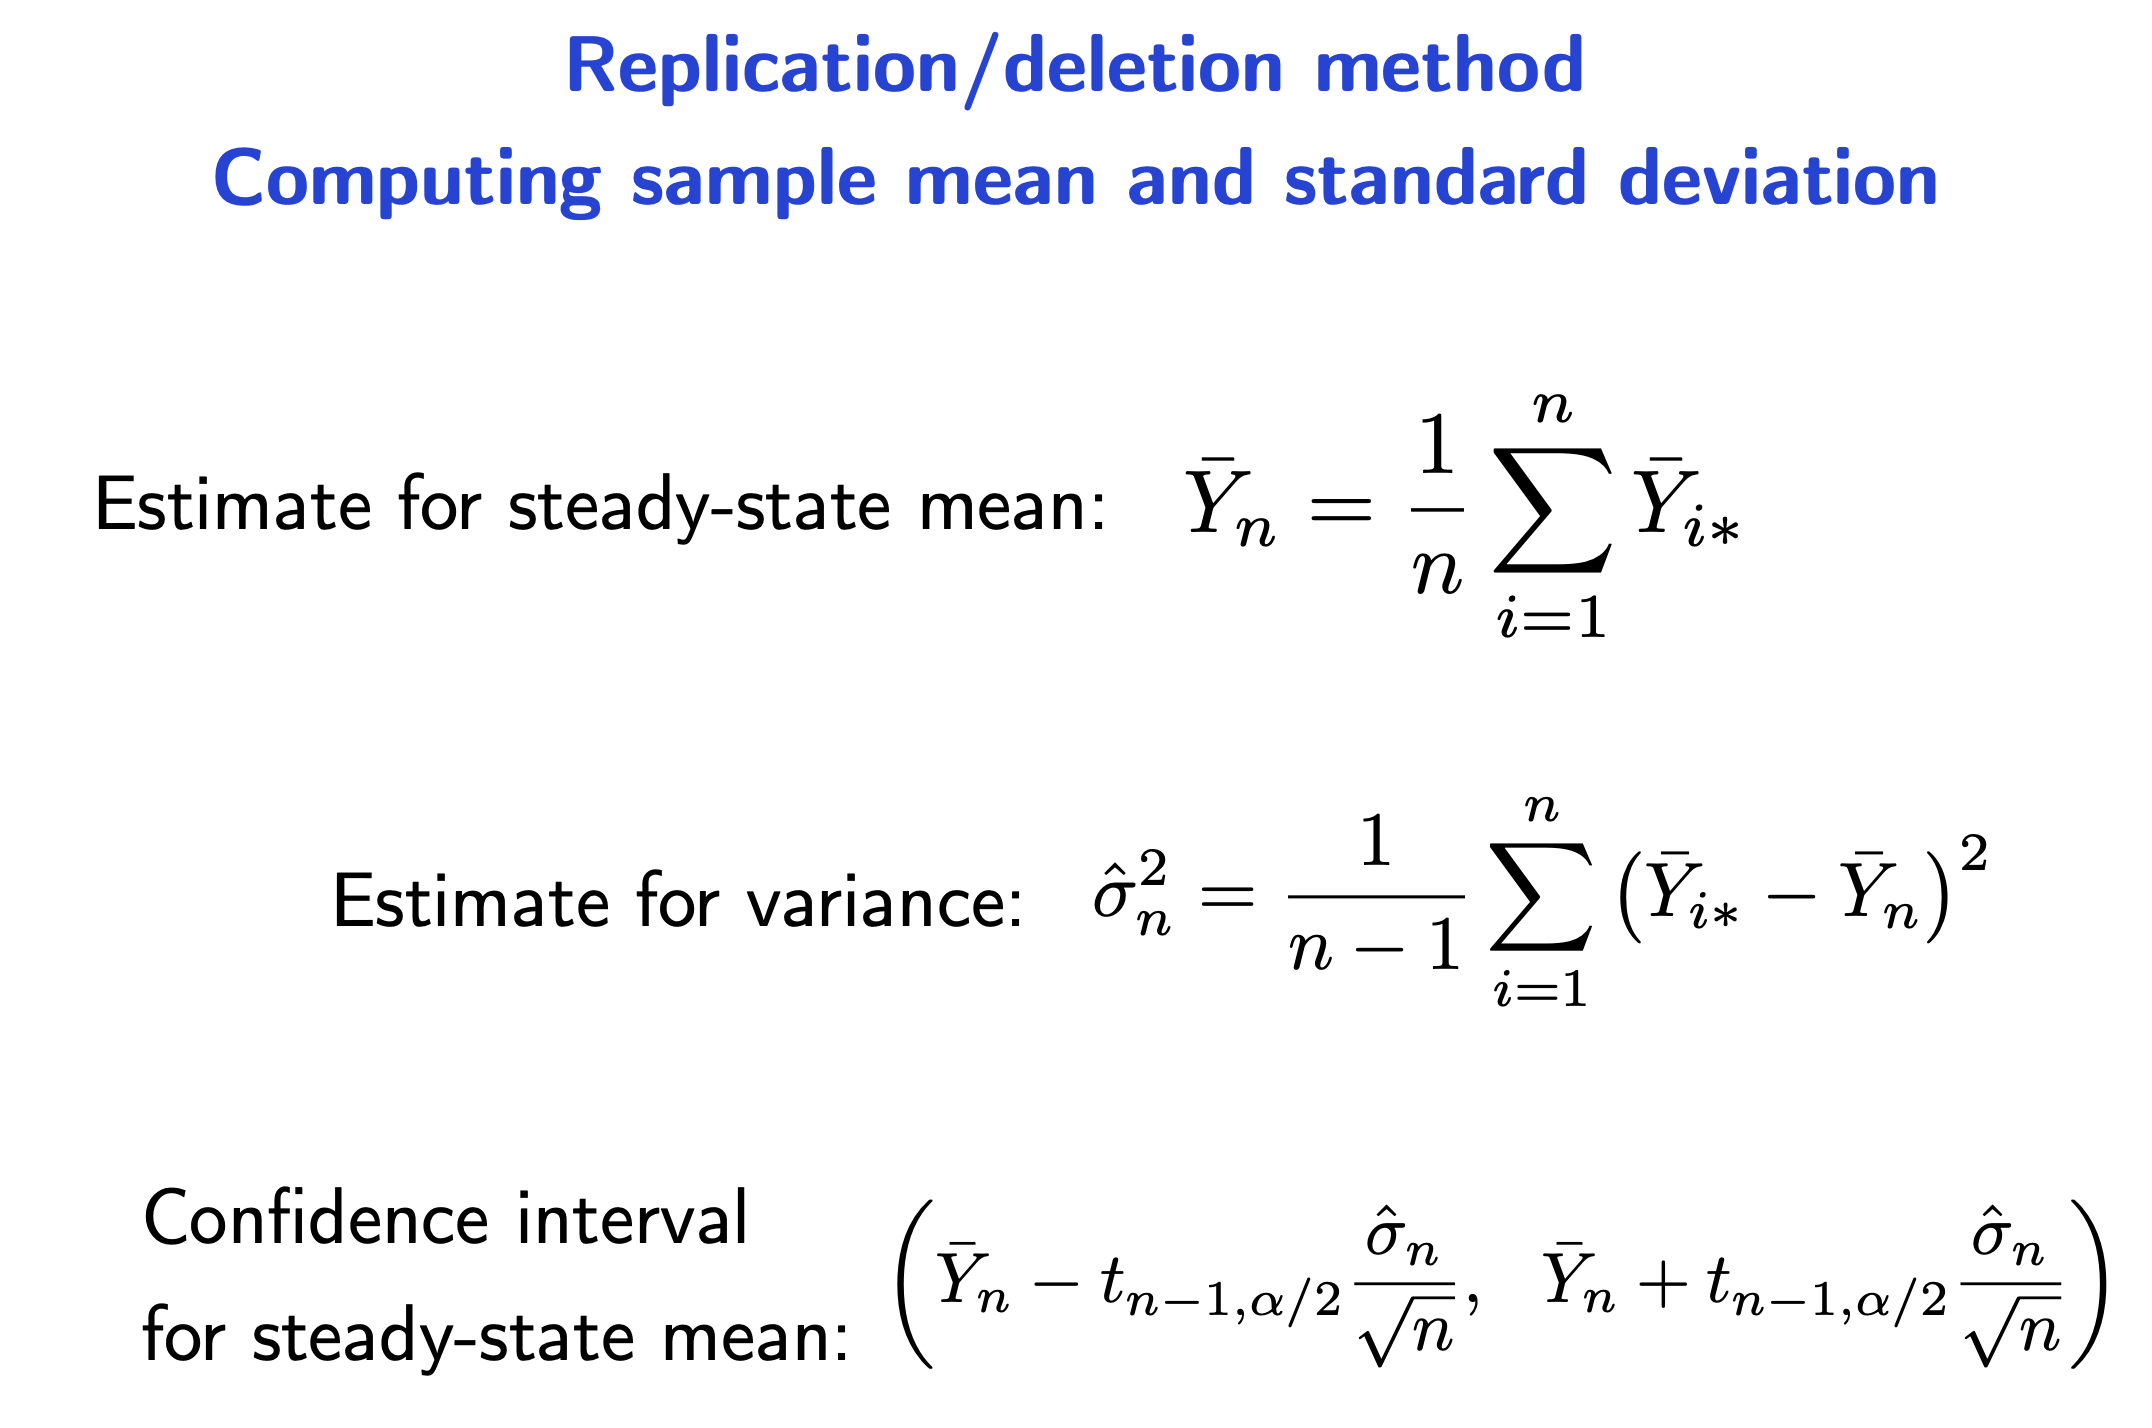 Replication/deletion method
Computing sample mean and standard deviation
Estimate for steady-state mean: $\bar{Y}_n = \frac{1}{n} \sum_{i=1}^{n} \bar{Y}_{i*}$
Estimate for variance: $\hat{\sigma}_n^2 = \frac{1}{n-1} \sum_{i=1}^{n} \left( \bar{Y}_{i*} - \bar{Y}_n \right)^2$
Confidence interval
for steady-state mean: $\left( \bar{Y}_n - t_{n-1,\alpha/2} \frac{\hat{\sigma}_n}{\sqrt{n}}, \ \bar{Y}_n + t_{n-1,\alpha/2} \frac{\hat{\sigma}_n}{\sqrt{n}} \right)$